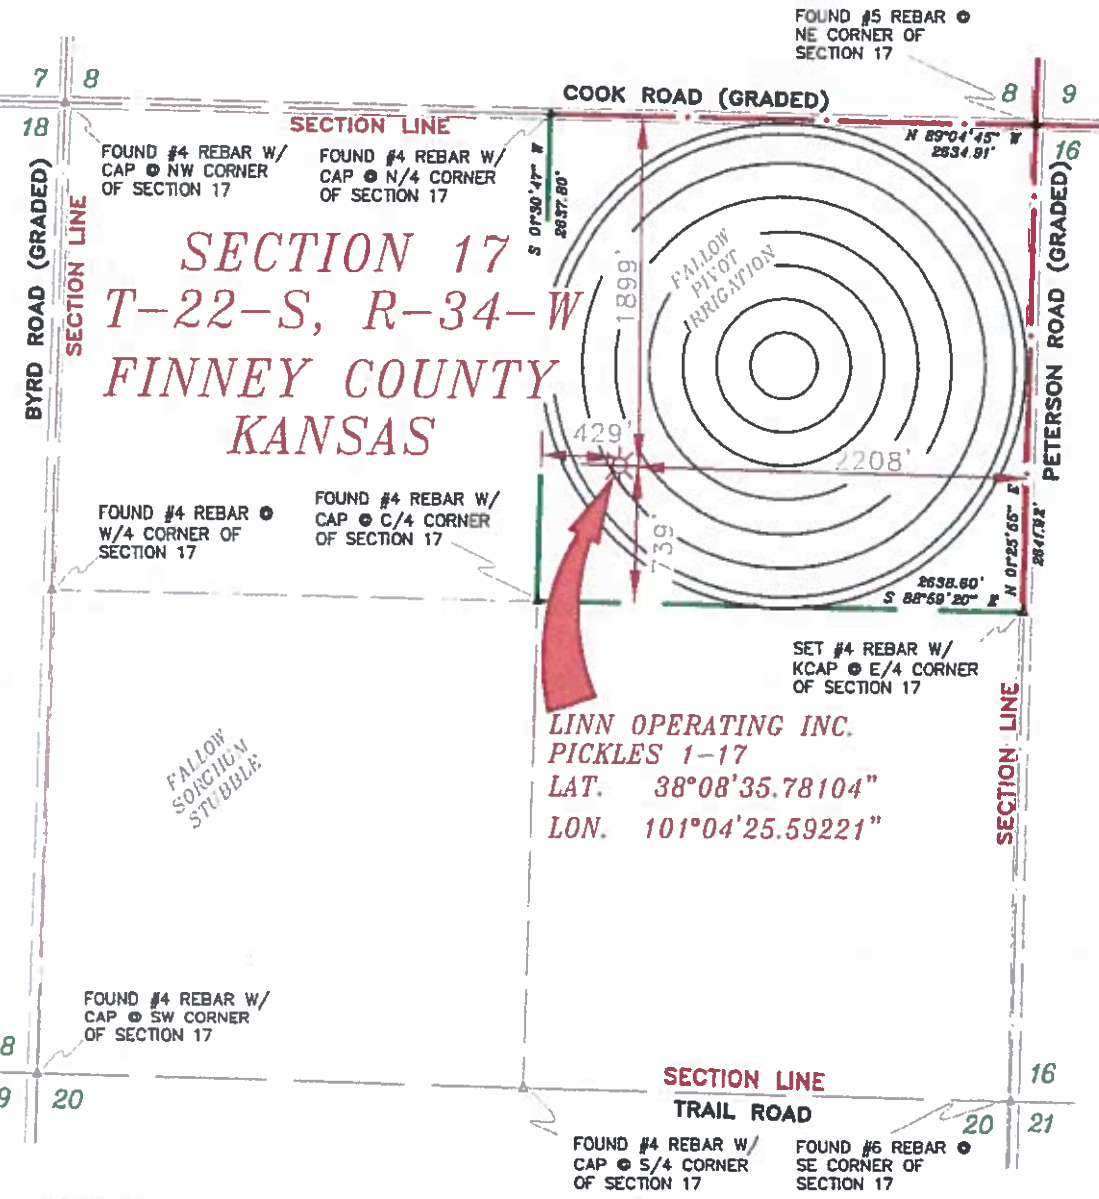 FOUND #5 REBAR @
NE CORNER OF
SECTION 17
7 8
8 9
COOK ROAD (GRADED)
SECTION LINE
18
16
N 89°04'45" W
2634.91'
FOUND #4 REBAR W/
CAP @ NW CORNER
OF SECTION 17
FOUND #4 REBAR W/
CAP @ N/4 CORNER
OF SECTION 17
S 01°30'47" W
2637.80'
BYRD ROAD (GRADED)
SECTION LINE
SECTION 17
T-22-S, R-34-W
FINNEY COUNTY
KANSAS
1899'
FALLOW
PIVOT
IRRIGATION
PETERSON ROAD (GRADED)
429'
2208'
739'
FOUND #4 REBAR @
W/4 CORNER OF
SECTION 17
FOUND #4 REBAR W/
CAP @ C/4 CORNER
OF SECTION 17
N 01°25'55" E
2641.92'
2638.60'
S 88°59'20" E
SET #4 REBAR W/
KCAP @ E/4 CORNER
OF SECTION 17
SECTION LINE
LINN OPERATING INC.
PICKLES 1-17
LAT. 38°08'35.78104"
LON. 101°04'25.59221"
FALLOW
SORGHUM
STUBBLE
FOUND #4 REBAR W/
CAP @ SW CORNER
OF SECTION 17
8
9 20
SECTION LINE
TRAIL ROAD
16
20 21
FOUND #4 REBAR W/
CAP @ S/4 CORNER
OF SECTION 17
FOUND #6 REBAR @
SE CORNER OF
SECTION 17